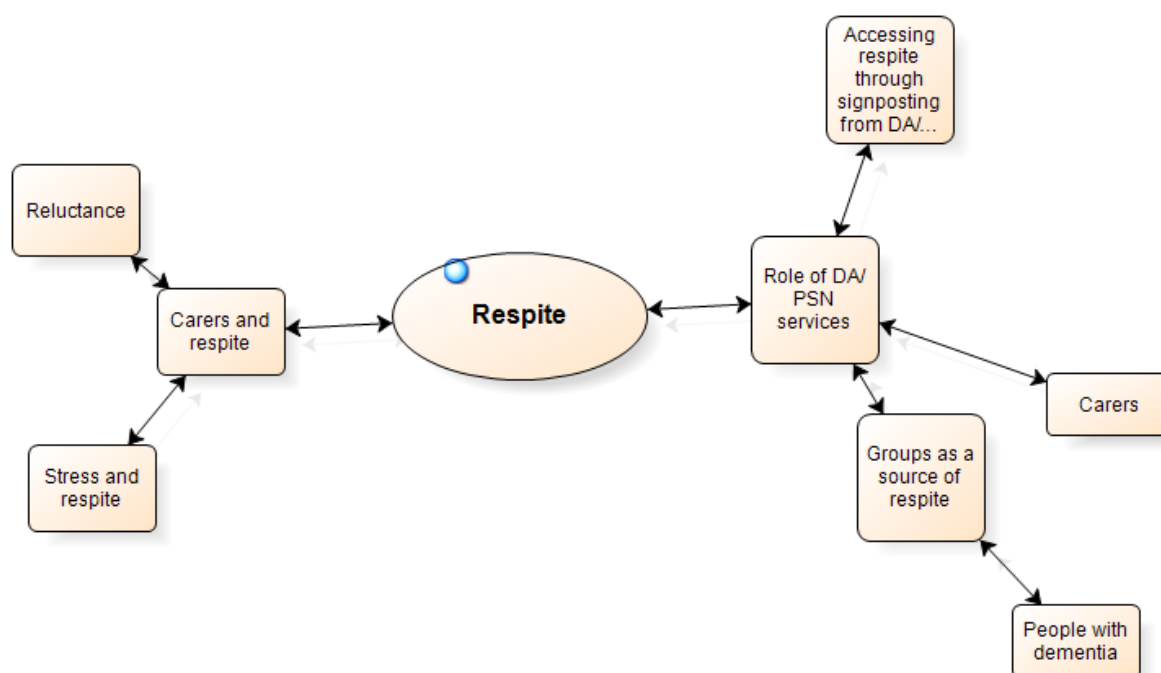 Accessing
respite
through
signposting
from DA/...
Reluctance
Role of DA/
PSN
services
Carers and
respite
Respite
Carers
Groups as a
source of
respite
Stress and
respite
People with
dementia